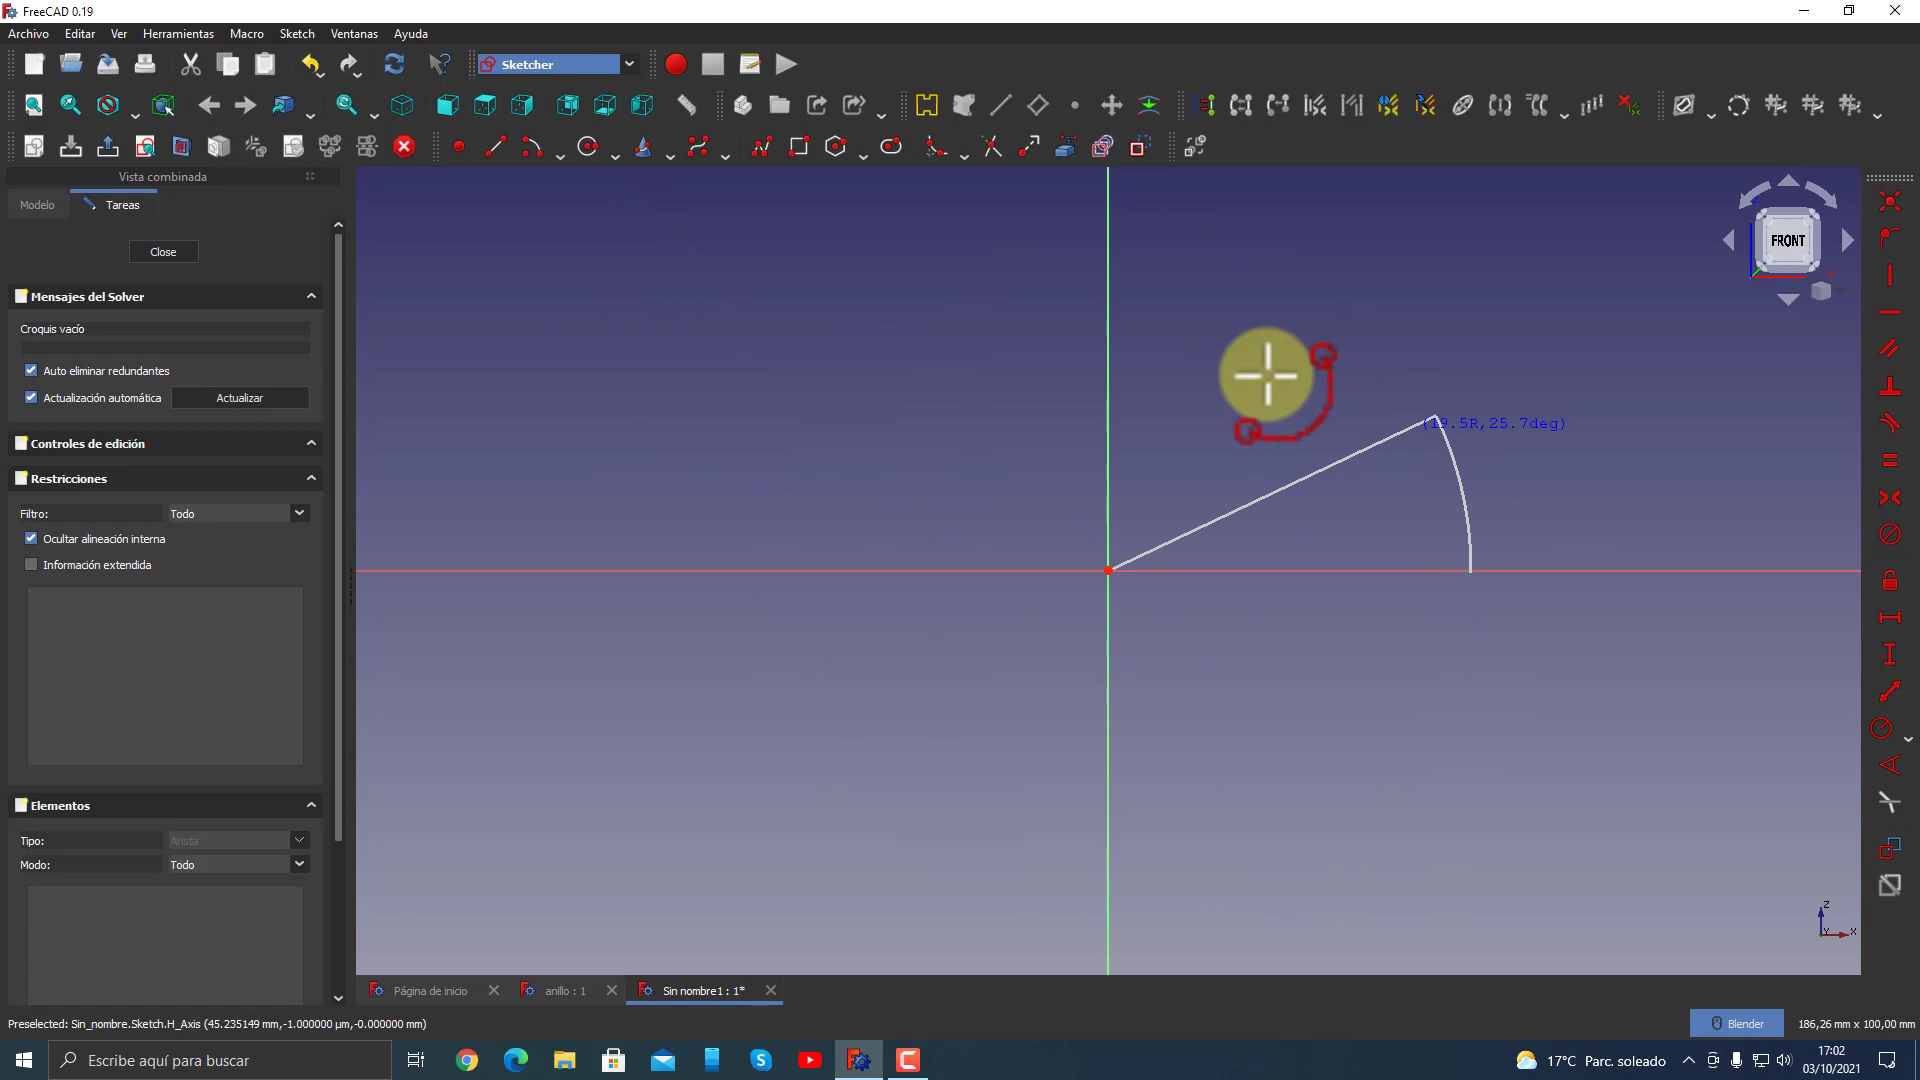 FreeCAD 0.19
Archivo Editar Ver Herramientas Macro Sketch Ventanas Ayuda
Sketcher
Vista combinada
Modelo Tareas
Close
Mensajes del Solver
Croquis vacío
Auto eliminar redundantes
Actualización automática Actualizar
Controles de edición
Restricciones
Filtro: Todo
Ocultar alineación interna
Información extendida
Elementos
Tipo: Arista
Modo: Todo
FRONT
(19.5R,25.7deg)
Z
Y X
Página de inicio anillo : 1 Sin nombre1 : 1*
Preselected: Sin_nombre.Sketch.H_Axis (45.235149 mm,-1.000000 µm,-0.000000 mm)
Blender 186,26 mm x 100,00 mm
Escribe aquí para buscar
17°C Parc. soleado
17:02
03/10/2021